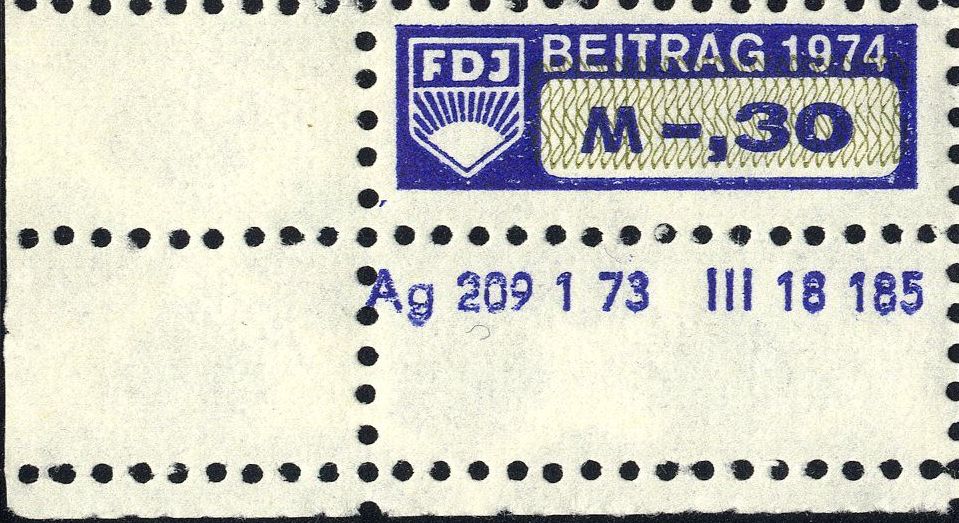 FDJ
BEITRAG 1974
M -,30
Ag 209 1 73 III 18 185